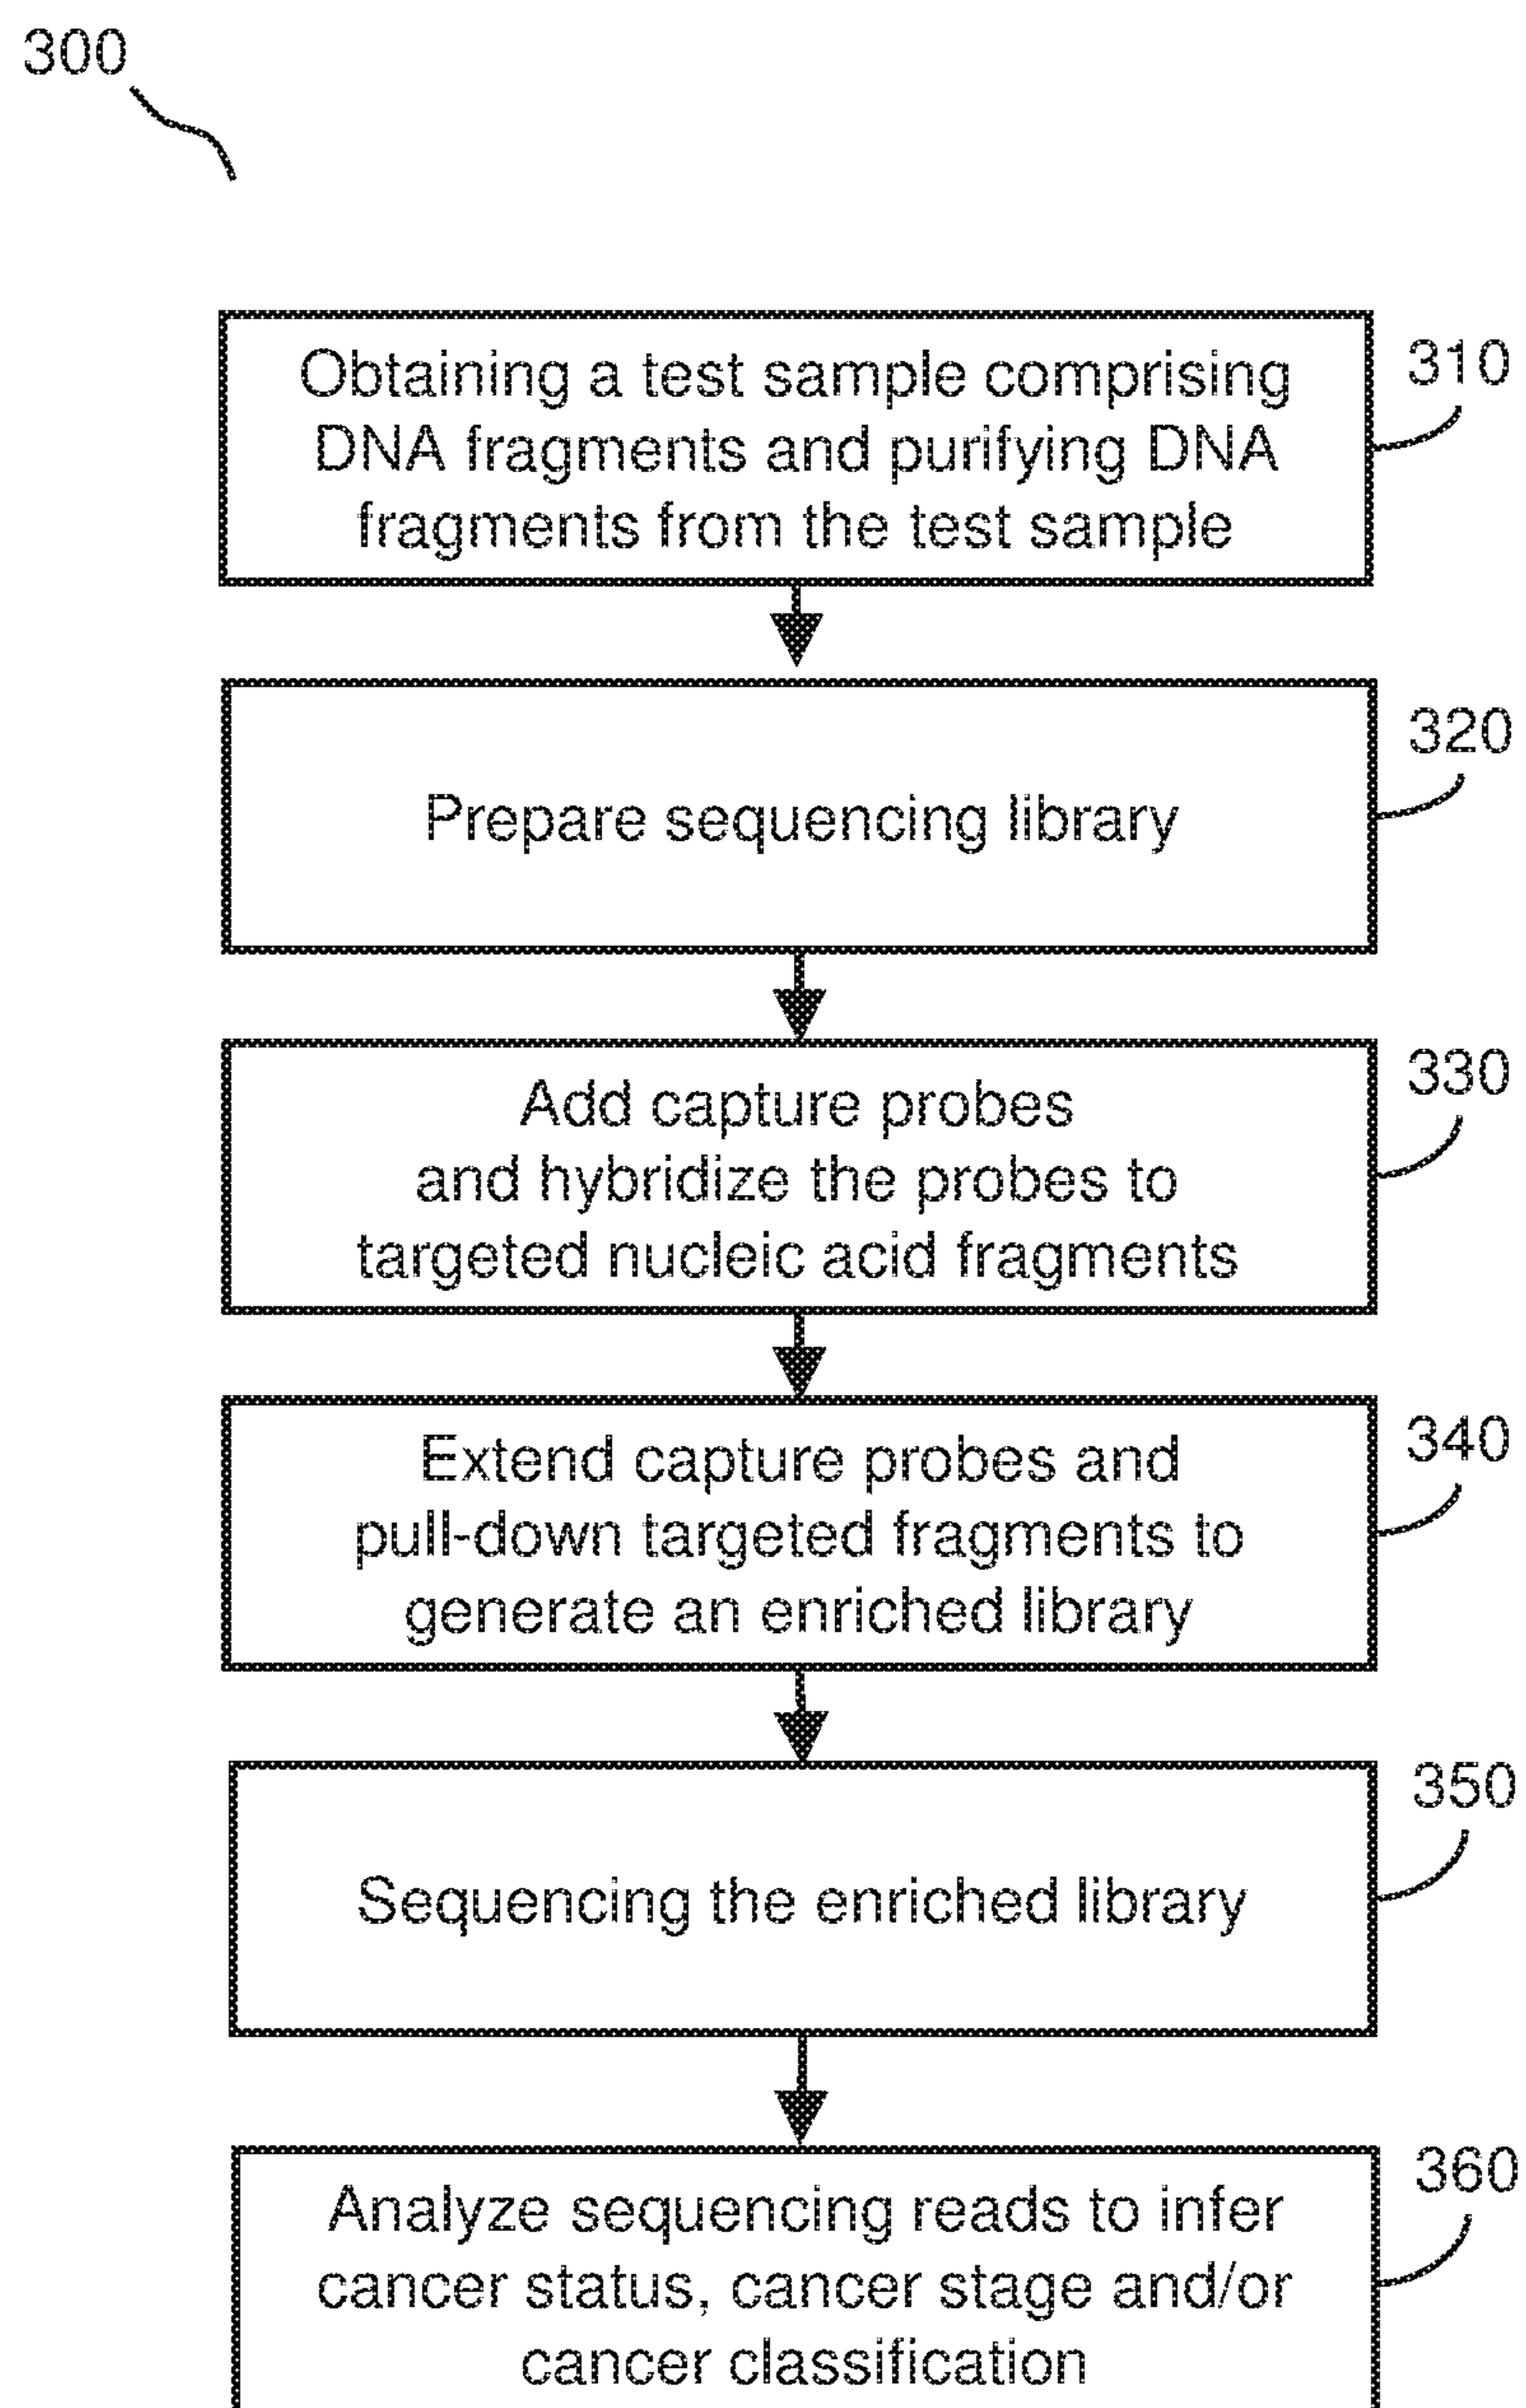 300
310
Obtaining a test sample comprising
DNA fragments and purifying DNA
fragments from the test sample
320
Prepare sequencing library
330
Add capture probes
and hybridize the probes to
targeted nucleic acid fragments
340
Extend capture probes and
pull-down targeted fragments to
generate an enriched library
350
Sequencing the enriched library
360
Analyze sequencing reads to infer
cancer status, cancer stage and/or
cancer classification